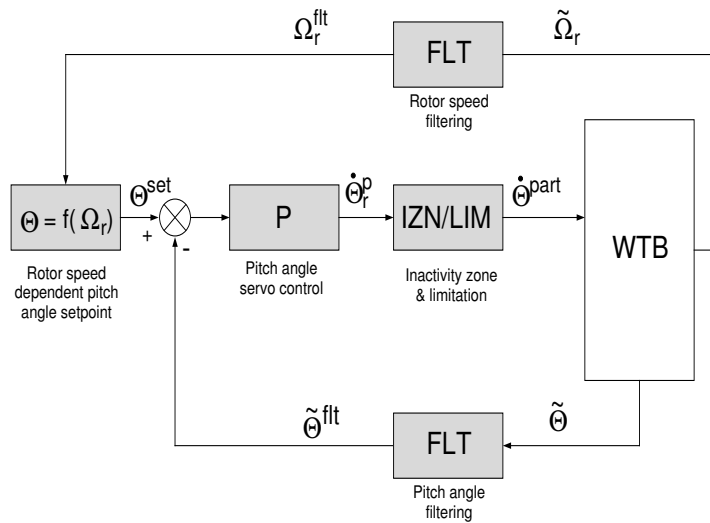 Ω_r^flt
FLT
Ω̃_r
Rotor speed
filtering
Θ = f(Ω_r)
Θ^set
+
-
P
Θ̇_r^p
IZN/LIM
Θ̇^part
WTB
Rotor speed
dependent pitch
angle setpoint
Pitch angle
servo control
Inactivity zone
& limitation
Θ̃^flt
FLT
Θ̃
Pitch angle
filtering